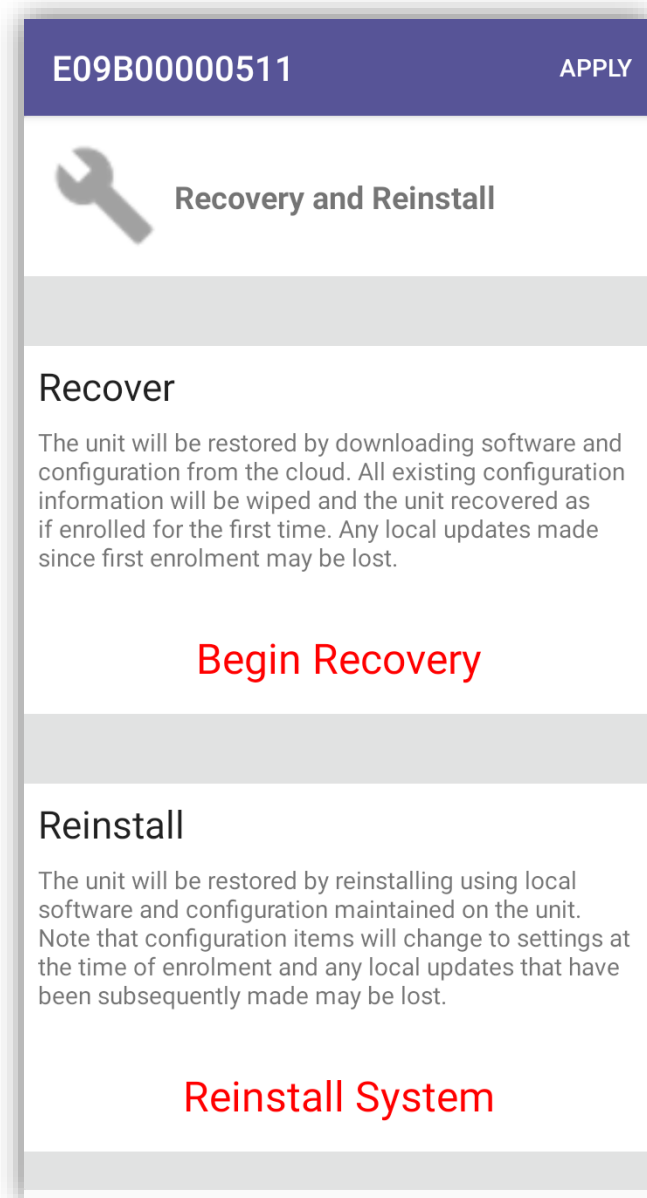 E09B00000511
APPLY
Recovery and Reinstall
Recover
The unit will be restored by downloading software and
configuration from the cloud. All existing configuration
information will be wiped and the unit recovered as
if enrolled for the first time. Any local updates made
since first enrolment may be lost.
Begin Recovery
Reinstall
The unit will be restored by reinstalling using local
software and configuration maintained on the unit.
Note that configuration items will change to settings at
the time of enrolment and any local updates that have
been subsequently made may be lost.
Reinstall System